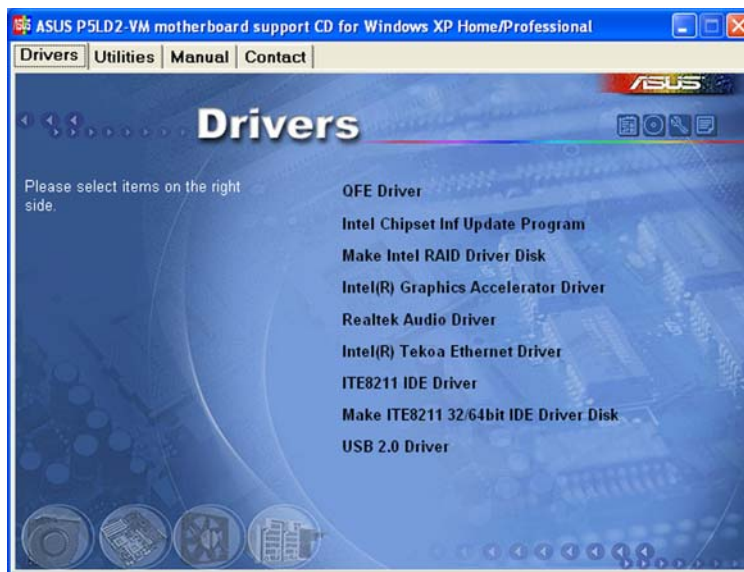 ASUS P5LD2-VM motherboard support CD for Windows XP Home/Professional
Drivers Utilities Manual Contact
ASUS
Drivers
Please select items on the right
side.
QFE Driver
Intel Chipset Inf Update Program
Make Intel RAID Driver Disk
Intel(R) Graphics Accelerator Driver
Realtek Audio Driver
Intel(R) Tekoa Ethernet Driver
ITE8211 IDE Driver
Make ITE8211 32/64bit IDE Driver Disk
USB 2.0 Driver